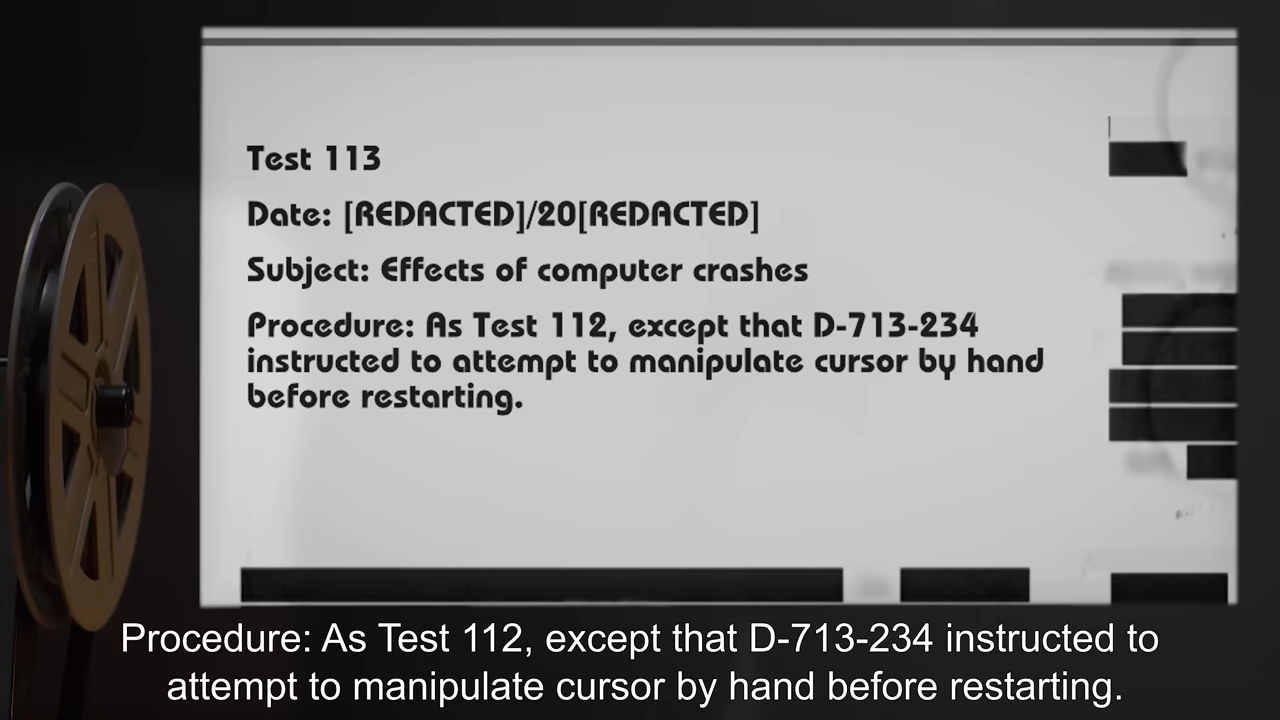 Test 113
Date: [REDACTED]/20[REDACTED]
Subject: Effects of computer crashes
Procedure: As Test 112, except that D-713-234
instructed to attempt to manipulate cursor by hand
before restarting.
Procedure: As Test 112, except that D-713-234 instructed to
attempt to manipulate cursor by hand before restarting.